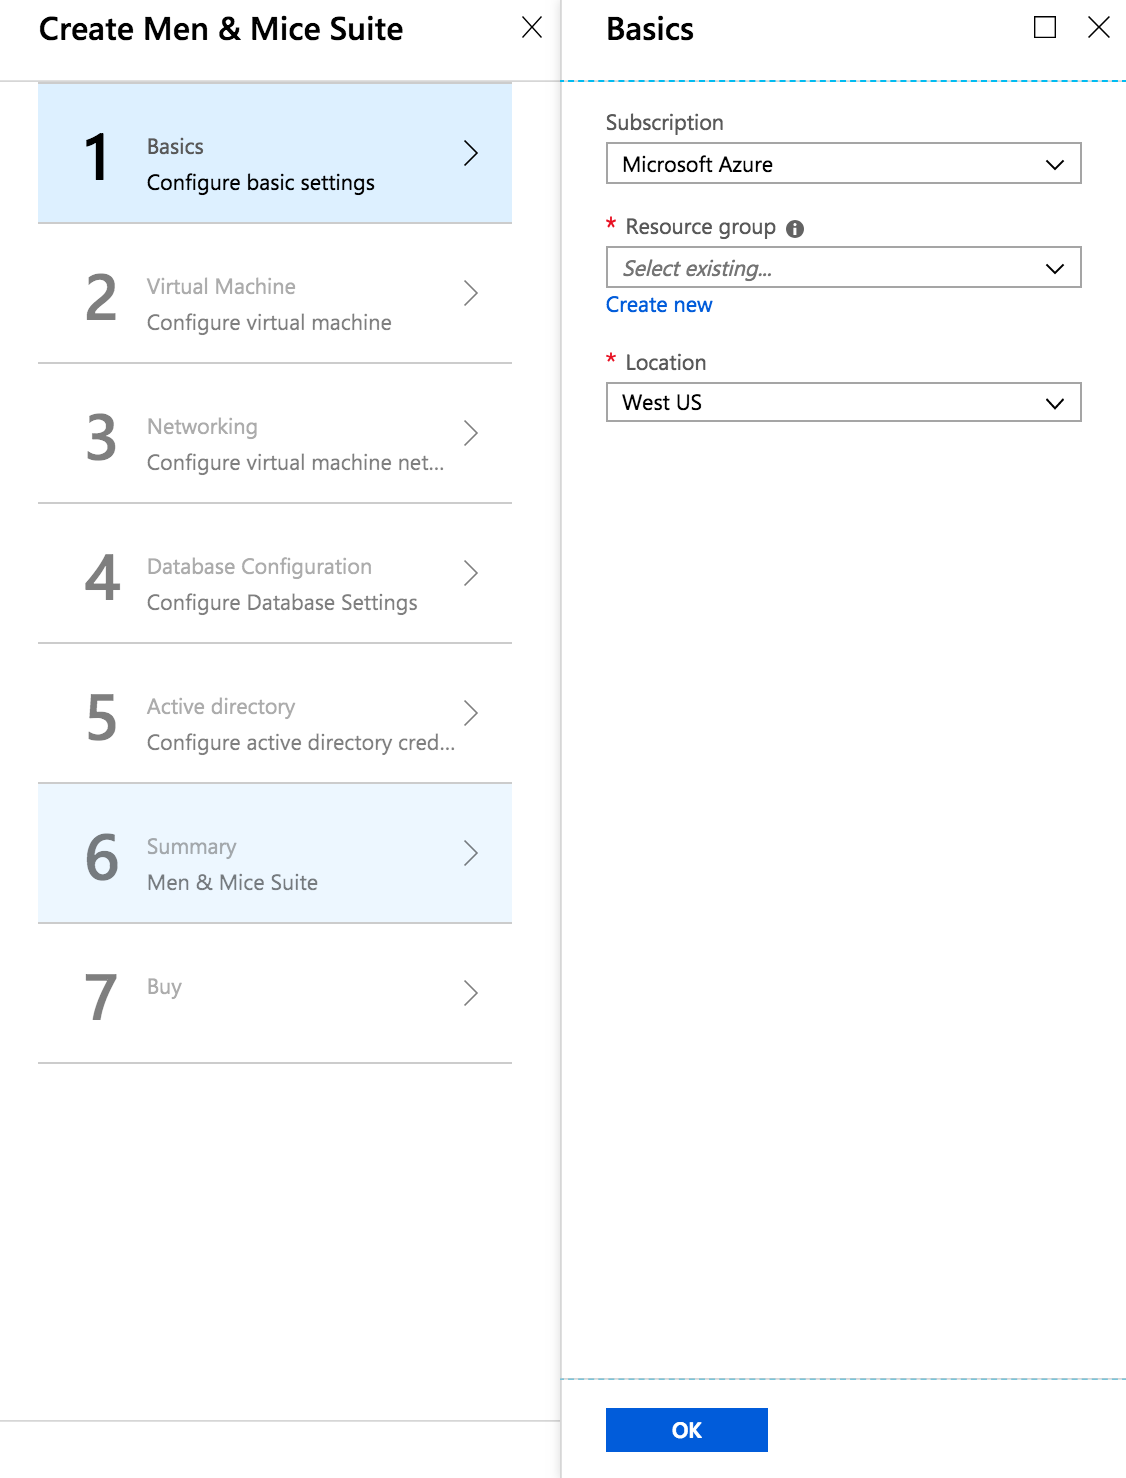 Create Men & Mice Suite
1
Basics
Configure basic settings
2
Virtual Machine
Configure virtual machine
3
Networking
Configure virtual machine net...
4
Database Configuration
Configure Database Settings
5
Active directory
Configure active directory cred...
6
Summary
Men & Mice Suite
7
Buy
Basics
Subscription
Microsoft Azure
* Resource group
Select existing...
Create new
* Location
West US
OK